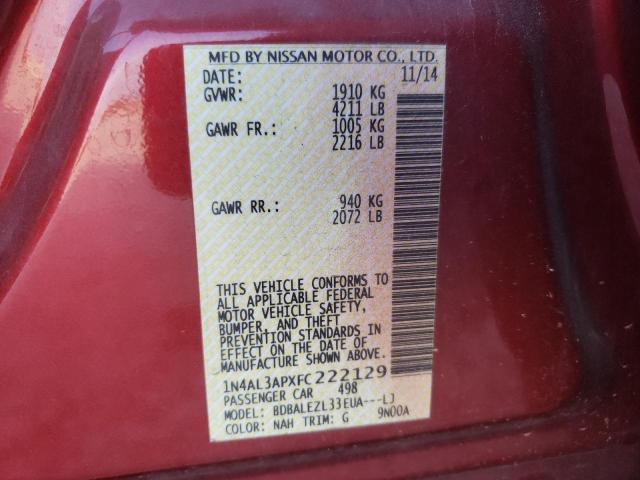 MFD BY NISSAN MOTOR CO., LTD.
DATE: 11/14
GVWR: 1910 KG
4211 LB
GAWR FR.: 1005 KG
2216 LB
GAWR RR.: 940 KG
2072 LB
THIS VEHICLE CONFORMS TO
ALL APPLICABLE FEDERAL
MOTOR VEHICLE SAFETY,
BUMPER, AND THEFT
PREVENTION STANDARDS IN
EFFECT ON THE DATE OF
MANUFACTURE SHOWN ABOVE.
1N4AL3APXFC222129
PASSENGER CAR 498
MODEL: BDBALEZL33EUA---LJ
COLOR: NAH TRIM: G 9N00A